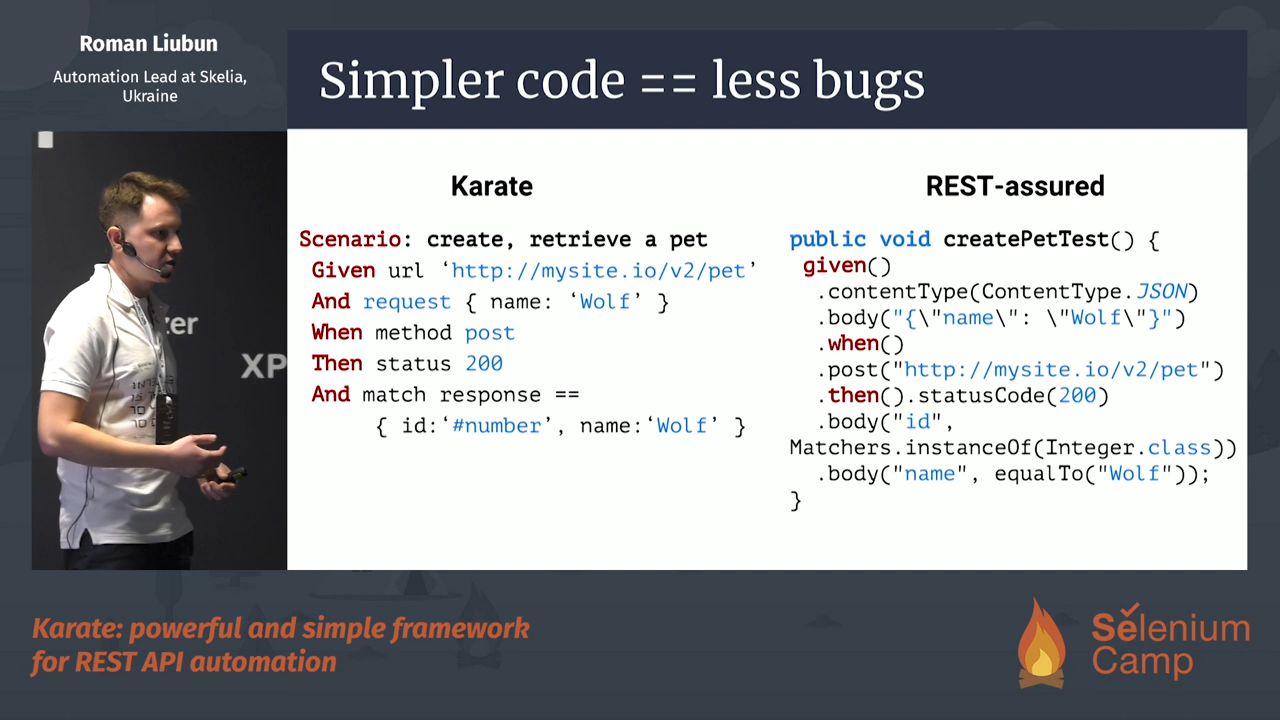 Roman Liubun
Automation Lead at Skelia,
Ukraine
Simpler code == less bugs
Karate
Scenario: create, retrieve a pet
Given url ‘http://mysite.io/v2/pet’
And request { name: ‘Wolf’ }
When method post
Then status 200
And match response ==
{ id:‘#number’, name:‘Wolf’ }
REST-assured
public void createPetTest() {
given()
.contentType(ContentType.JSON)
.body("{\"name\": \"Wolf\"}")
.when()
.post("http://mysite.io/v2/pet")
.then().statusCode(200)
.body("id",
Matchers.instanceOf(Integer.class))
.body("name", equalTo("Wolf"));
}
zer
XP
Karate: powerful and simple framework
for REST API automation
Selenium
Camp